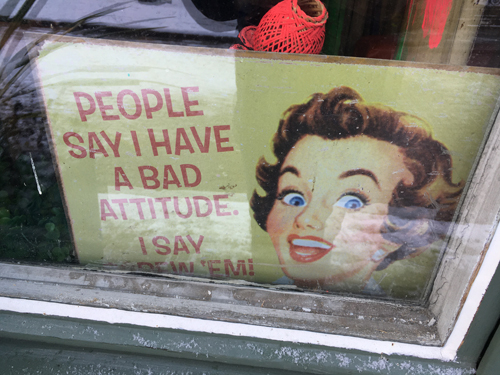 PEOPLE
SAY I HAVE
A BAD
ATTITUDE.
I SAY
'EM!